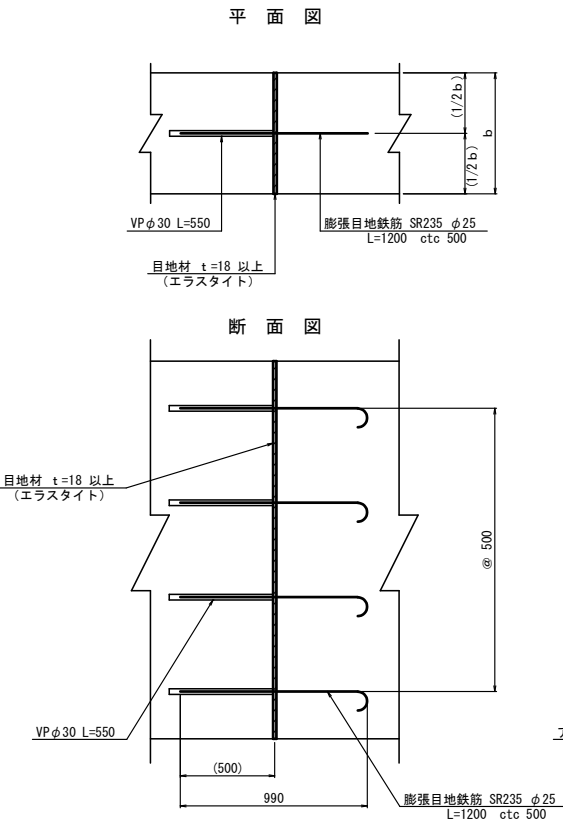 平 面 図
(1/2 b)
b
(1/2 b)
VPφ30 L=550
膨張目地鉄筋 SR235 φ25
L=1200 ctc 500
目地材 t=18 以上
(エラスタイト)
断 面 図
目地材 t=18 以上
(エラスタイト)
@ 500
VPφ30 L=550
(500)
990
膨張目地鉄筋 SR235 φ25
L=1200 ctc 500